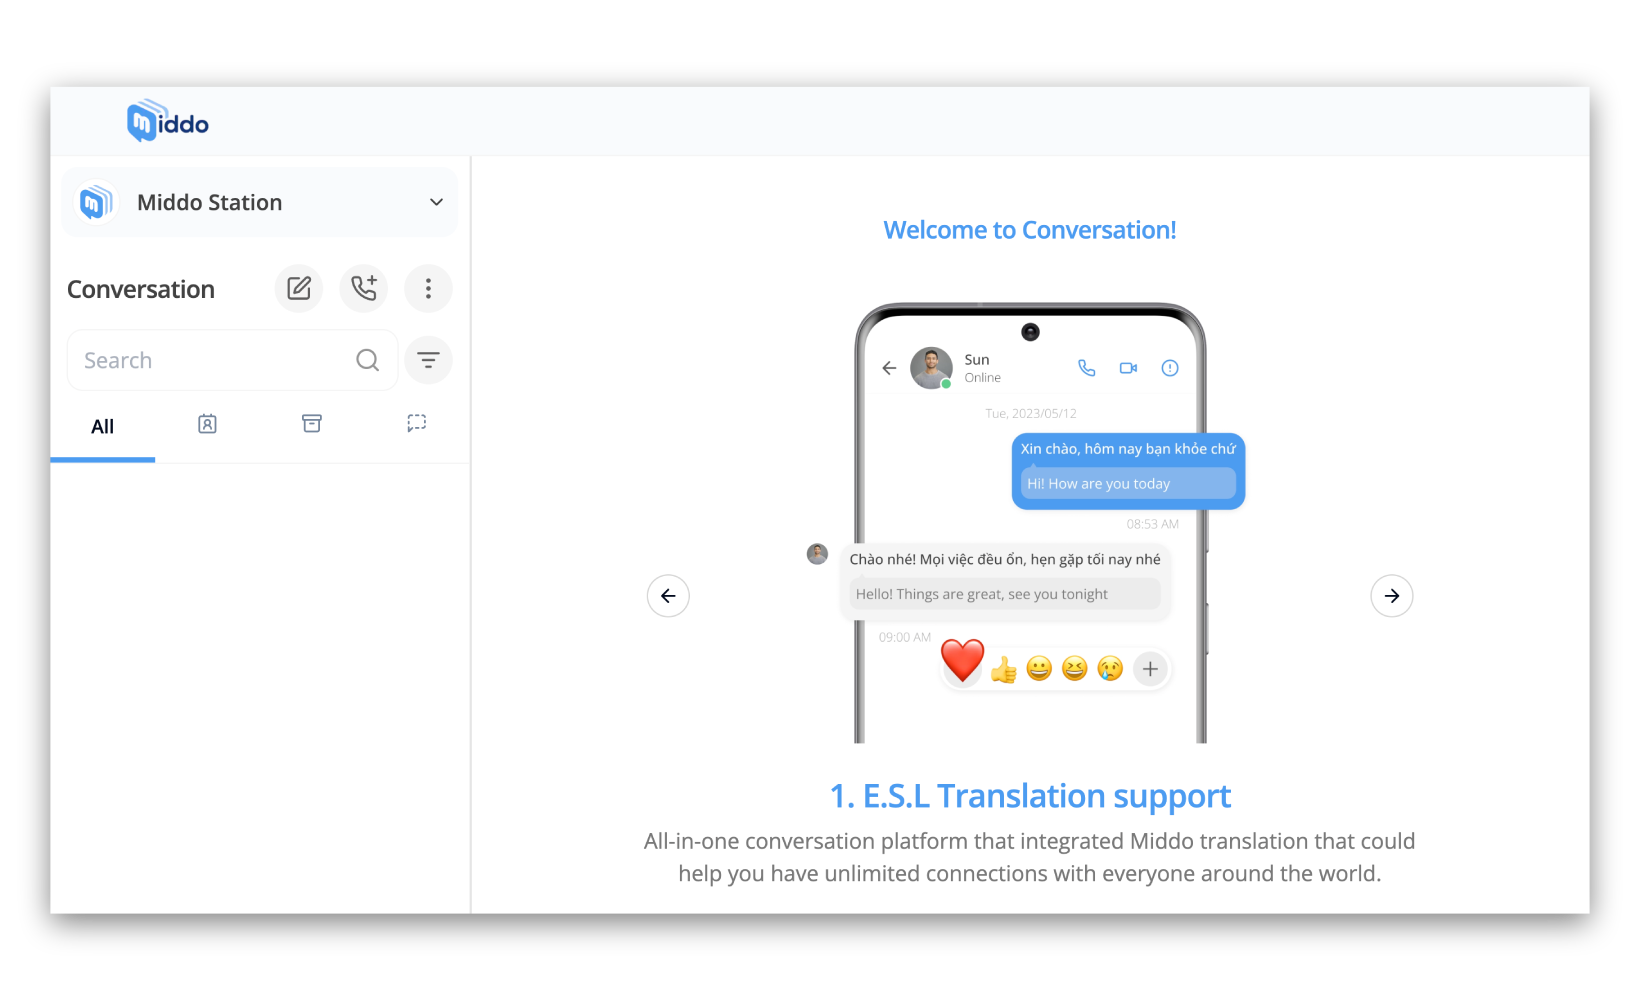 middo
Middo Station
Conversation
Search
All
Welcome to Conversation!
Sun
Online
Tue, 2023/05/12
Xin chào, hôm nay bạn khỏe chứ
Hi! How are you today
08:53 AM
Chào nhé! Mọi việc đều ổn, hẹn gặp tối nay nhé
Hello! Things are great, see you tonight
09:00 AM
1. E.S.L Translation support
All-in-one conversation platform that integrated Middo translation that could
help you have unlimited connections with everyone around the world.